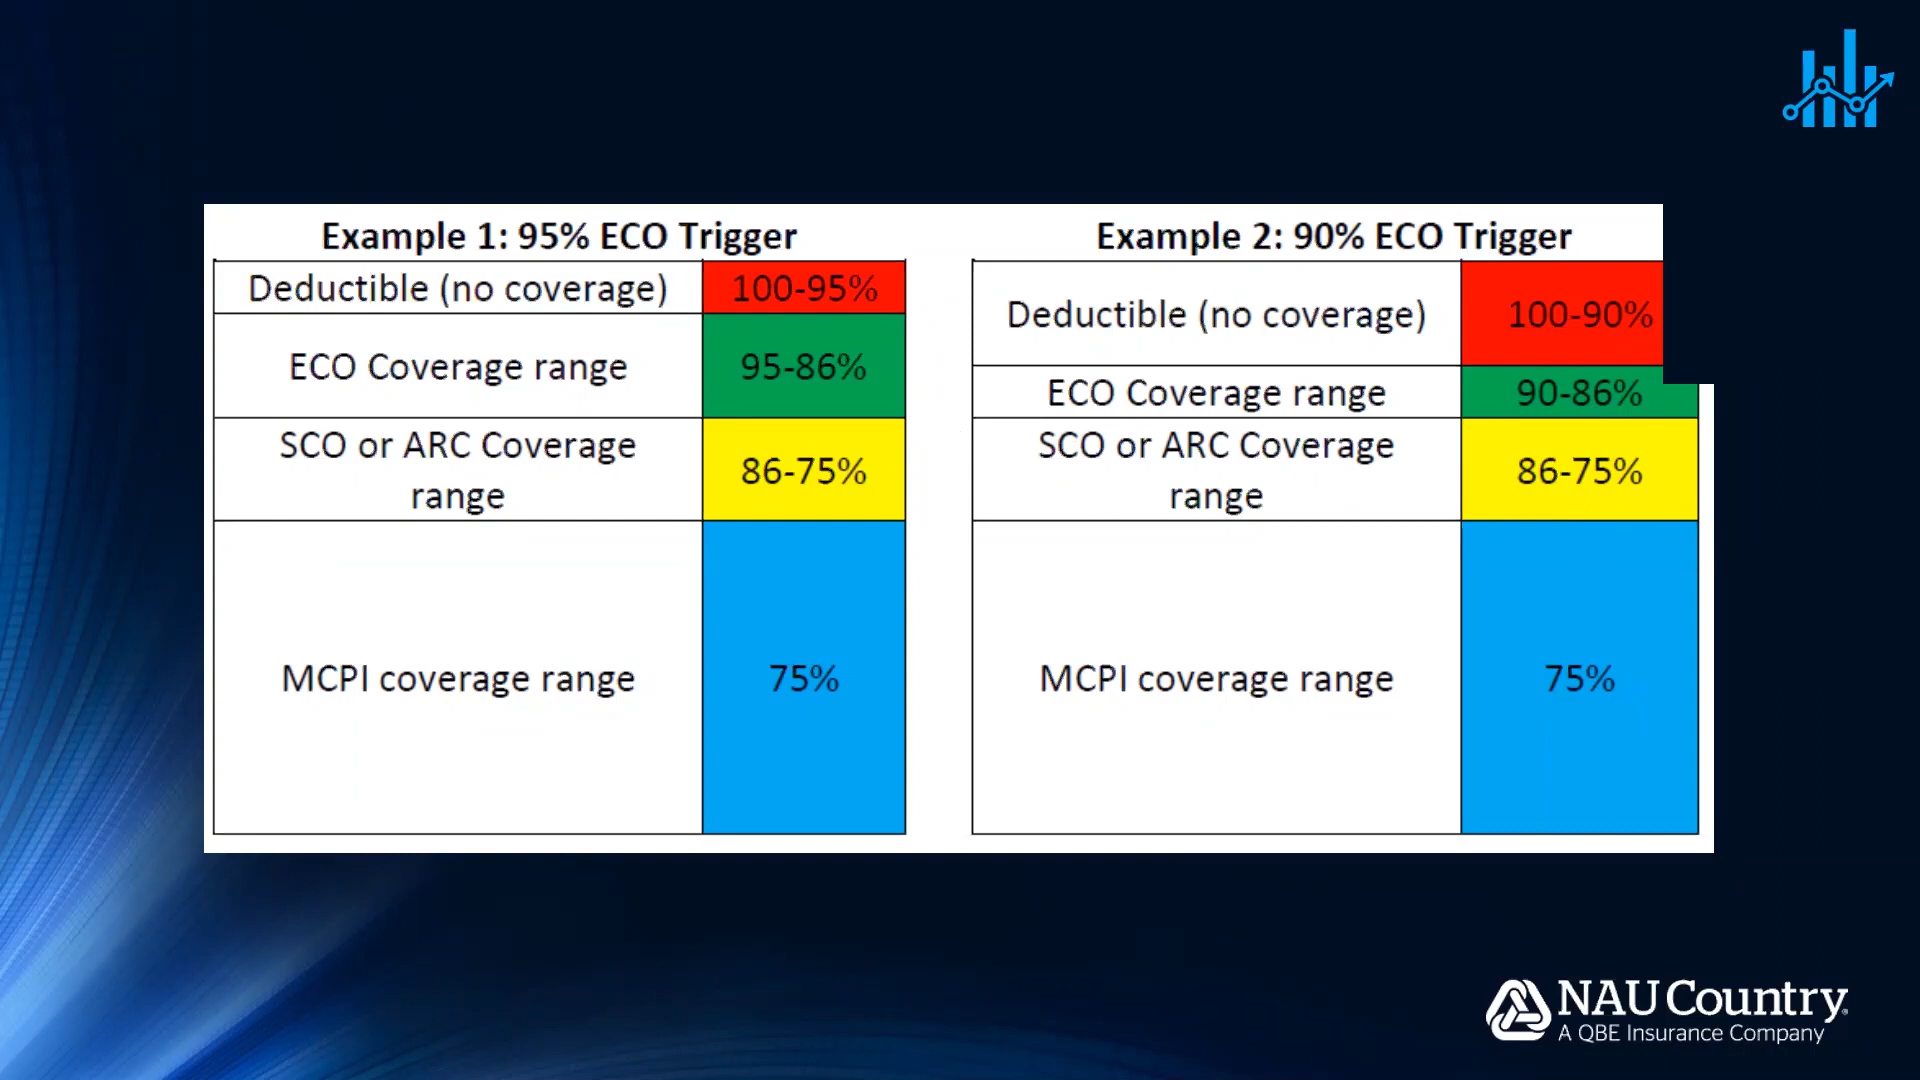 Example 1: 95% ECO Trigger
Deductible (no coverage) 100-95%
ECO Coverage range 95-86%
SCO or ARC Coverage
range
86-75%
MCPI coverage range 75%
Example 2: 90% ECO Trigger
Deductible (no coverage) 100-90%
ECO Coverage range 90-86%
SCO or ARC Coverage
range
86-75%
MCPI coverage range 75%
NAU Country®
A QBE Insurance Company